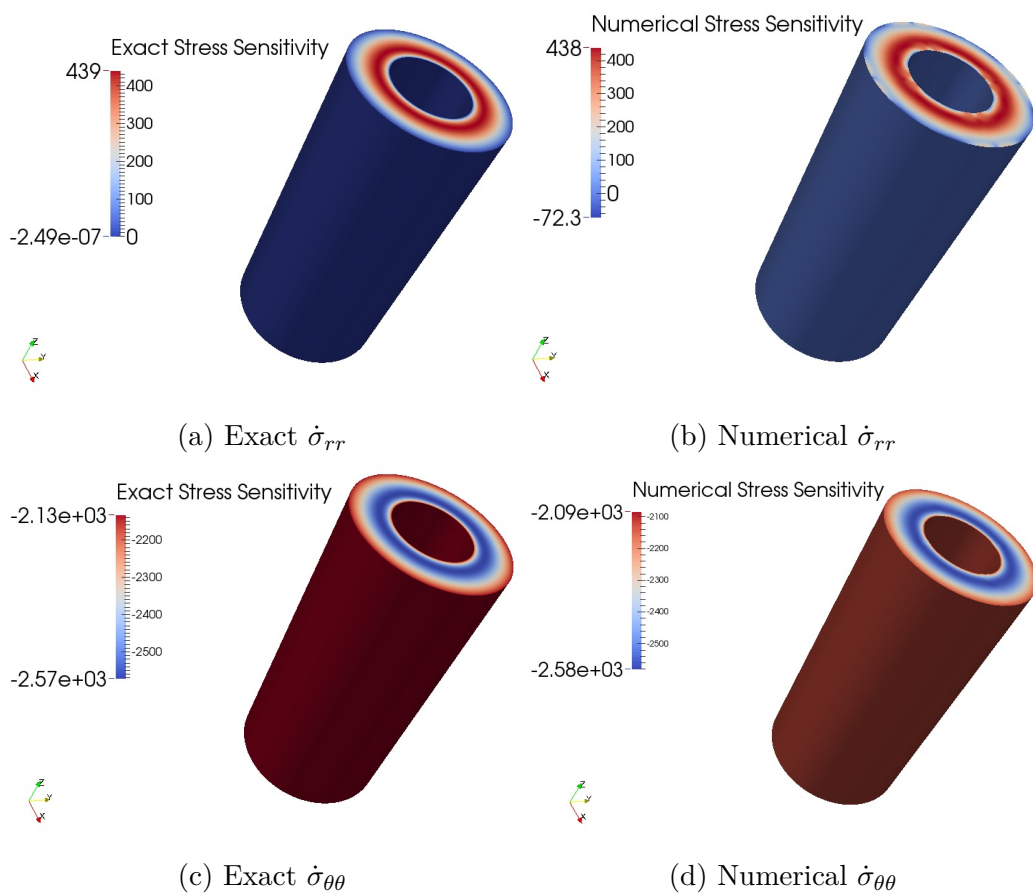 Exact Stress Sensitivity
439
400
300
200
100
-2.49e-07
0
Z
Y
X
Numerical Stress Sensitivity
438
400
300
200
100
0
-72.3
Z
Y
X
(a) Exact σ̇_rr
(b) Numerical σ̇_rr
Exact Stress Sensitivity
-2.13e+03
-2200
-2300
-2400
-2500
-2.57e+03
Z
Y
X
Numerical Stress Sensitivity
-2.09e+03
-2100
-2200
-2300
-2400
-2500
-2.58e+03
Z
Y
X
(c) Exact σ̇_θθ
(d) Numerical σ̇_θθ